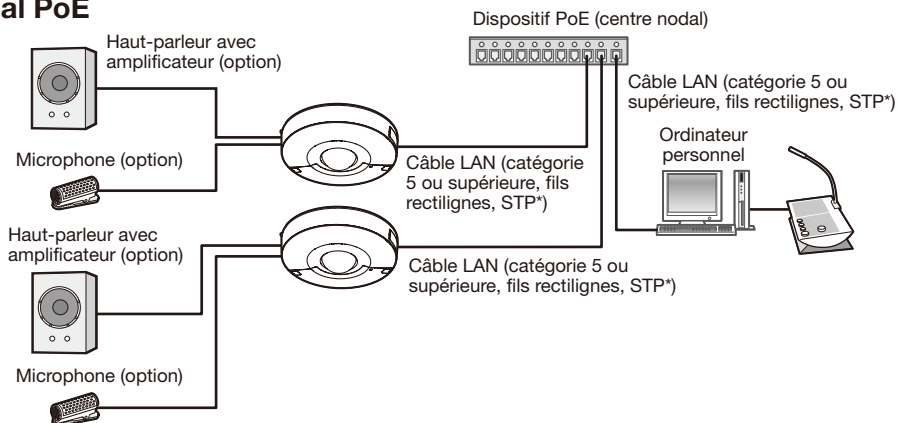 al PoE
Dispositif PoE (centre nodal)
Haut-parleur avec
amplificateur (option)
Microphone (option)
Câble LAN (catégorie
5 ou supérieure, fils
rectilignes, STP*)
Câble LAN (catégorie 5 ou
supérieure, fils rectilignes, STP*)
Ordinateur
personnel
Haut-parleur avec
amplificateur (option)
Câble LAN (catégorie 5 ou
supérieure, fils rectilignes, STP*)
Microphone (option)